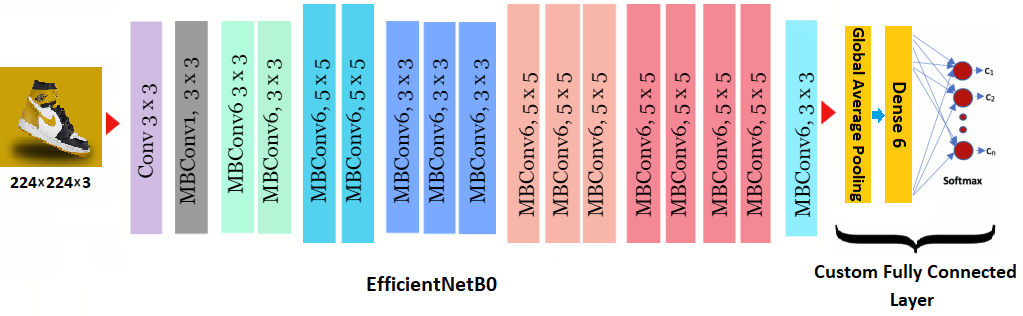 224×224×3
Conv 3 x 3
MBConv1, 3 x 3
MBConv6 3 x 3
MBConv6, 3 x 3
MBConv6, 5 x 5
MBConv6, 5 x 5
MBConv6, 3 x 3
MBConv6, 3 x 3
MBConv6, 3 x 3
MBConv6, 5 x 5
MBConv6, 5 x 5
MBConv6, 5 x 5
MBConv6, 5 x 5
MBConv6, 5 x 5
MBConv6, 5 x 5
MBConv6, 5 x 5
MBConv6, 3 x 3
Global Average Pooling
Dense 6
C1
C2
Cn
Softmax
EfficientNetB0
Custom Fully Connected
Layer